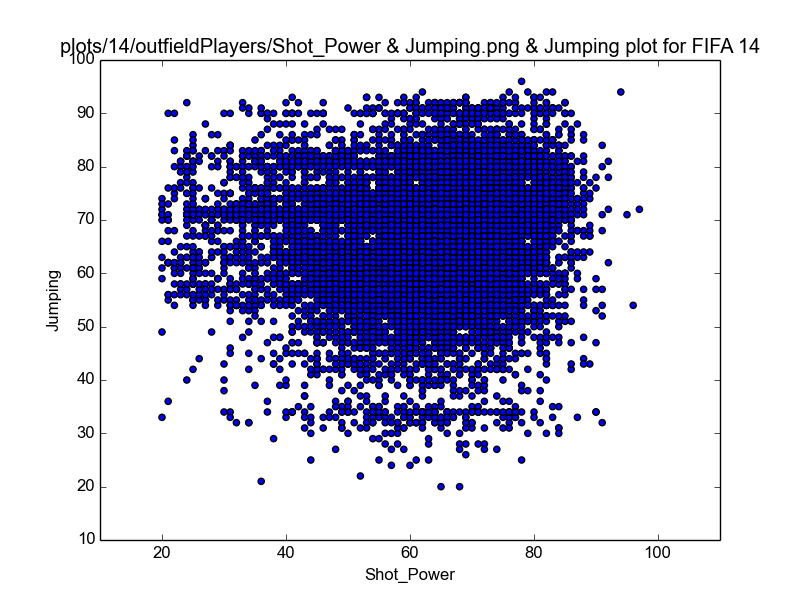 plots/14/outfieldPlayers/Shot_Power & Jumping.png & Jumping plot for FIFA 14
100
90
80
70
60
50
40
30
20
10
Jumping
20 40 60 80 100
Shot_Power